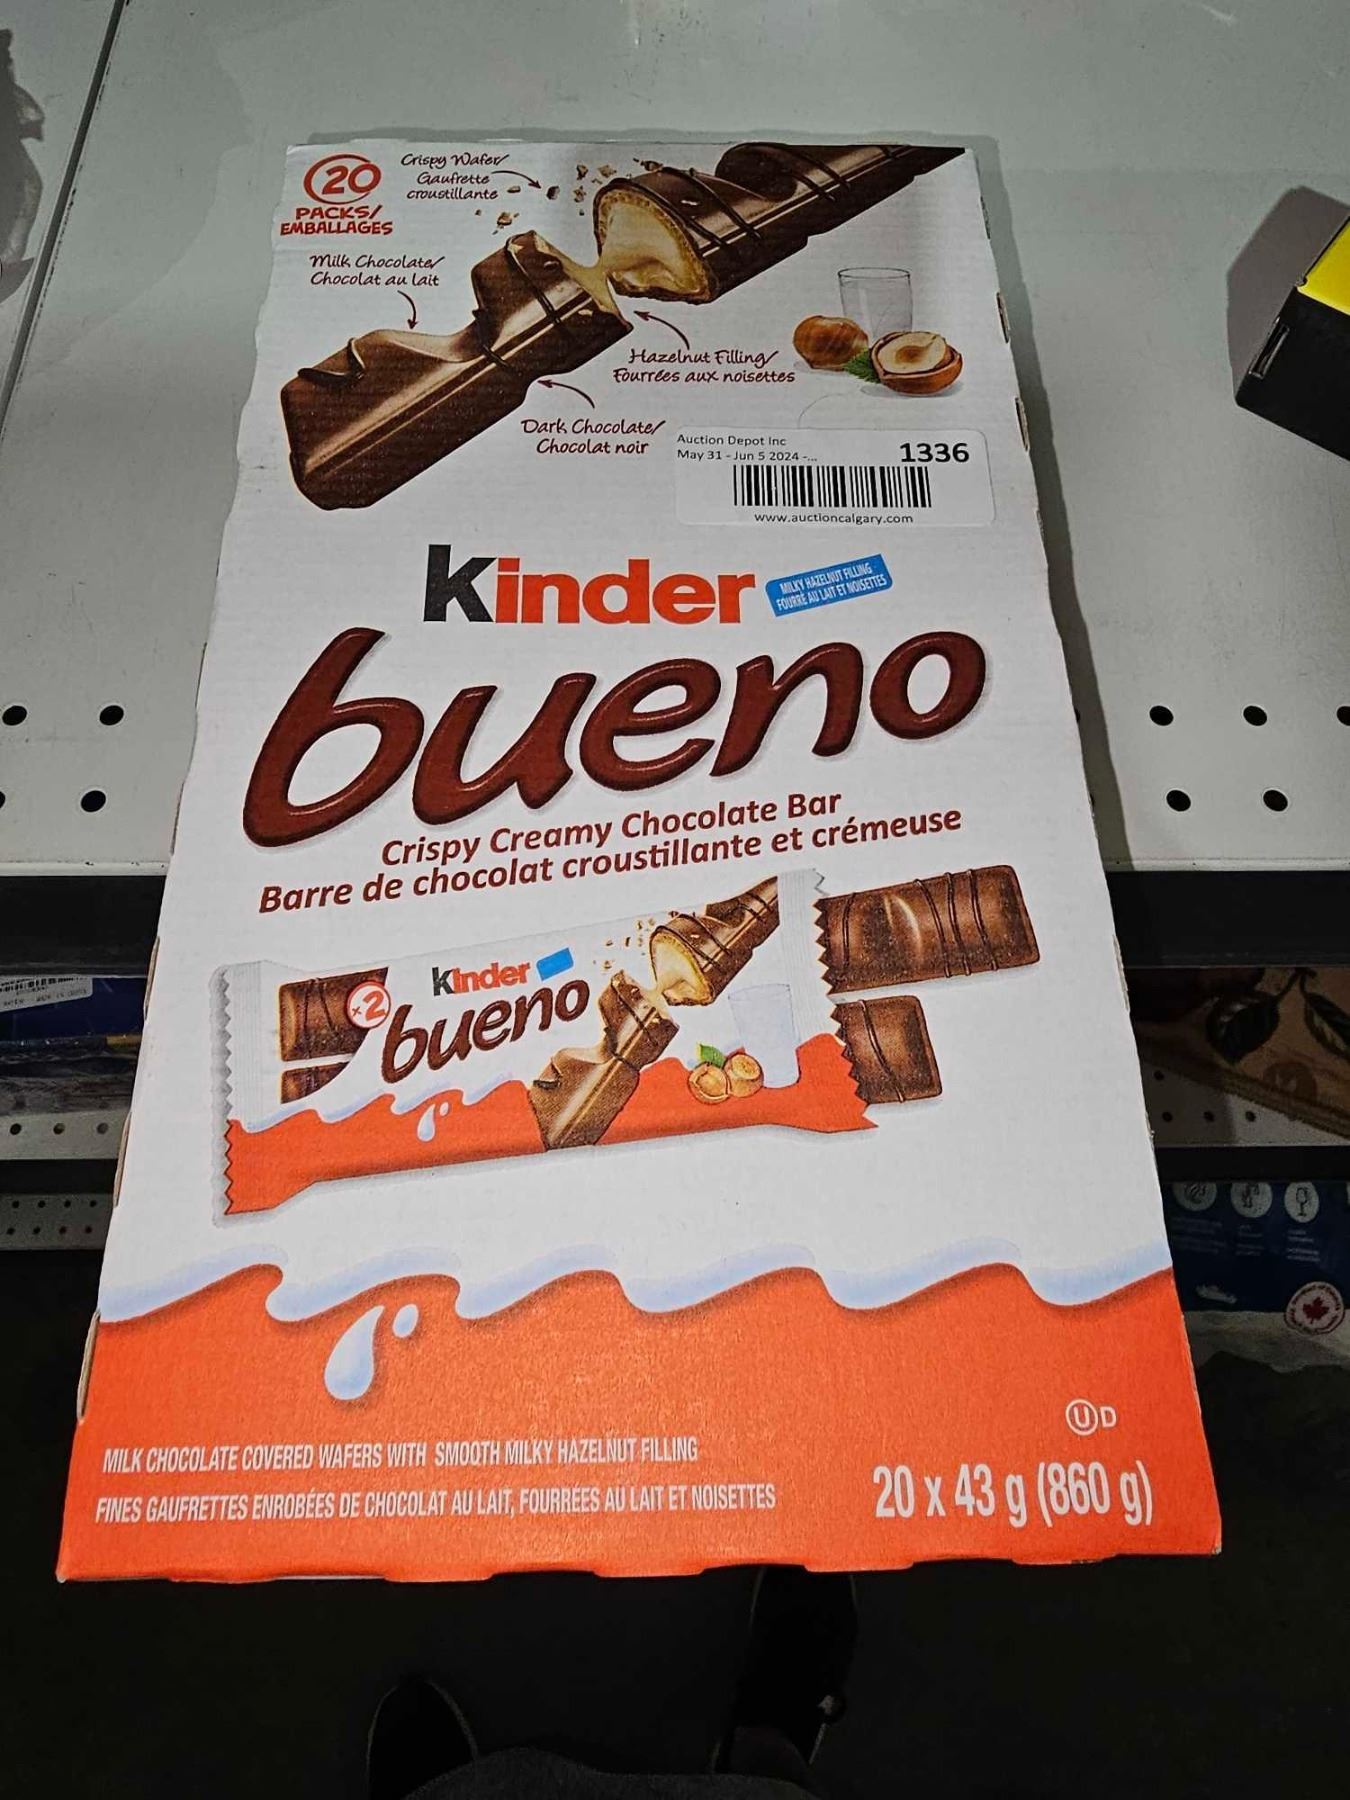 20
PACKS/
EMBALLAGES
Crispy Wafer/
Gaufrette
croustillante
Milk Chocolate/
Chocolat au lait
Hazelnut Filling/
Fourrées aux noisettes
Dark Chocolate/
Chocolat noir
Auction Depot Inc
May 31 - Jun 5 2024 -...
1336
www.auctioncalgary.com
Kinder
MILKY HAZELNUT FILLING
FOURRÉ AU LAIT ET NOISETTES
bueno
Crispy Creamy Chocolate Bar
Barre de chocolat croustillante et crémeuse
x2
Kinder
bueno
U D
MILK CHOCOLATE COVERED WAFERS WITH SMOOTH MILKY HAZELNUT FILLING
FINES GAUFRETTES ENROBÉES DE CHOCOLAT AU LAIT, FOURRÉES AU LAIT ET NOISETTES
20 x 43 g (860 g)